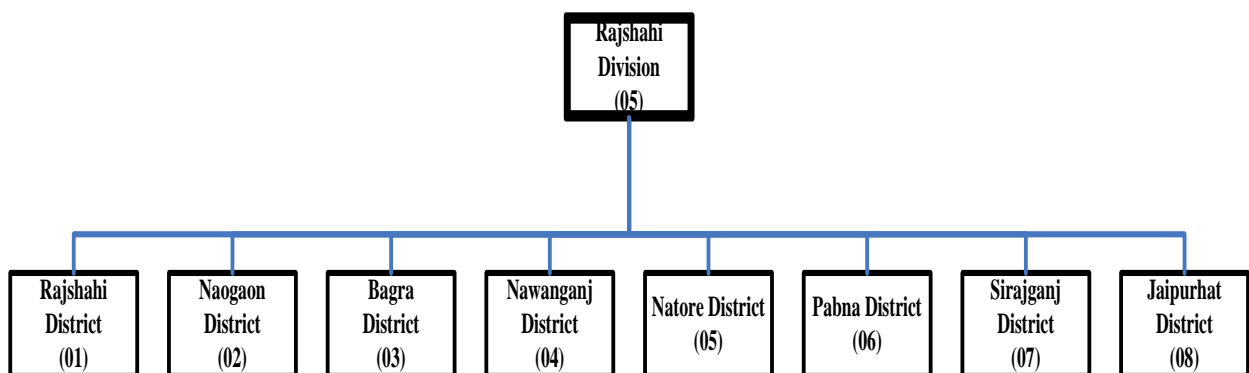 Rajshahi
Division
(05)
Rajshahi
District
(01)
Naogaon
District
(02)
Bagra
District
(03)
Nawanganj
District
(04)
Natore District
(05)
Pabna District
(06)
Sirajganj
District
(07)
Jaipurhat
District
(08)